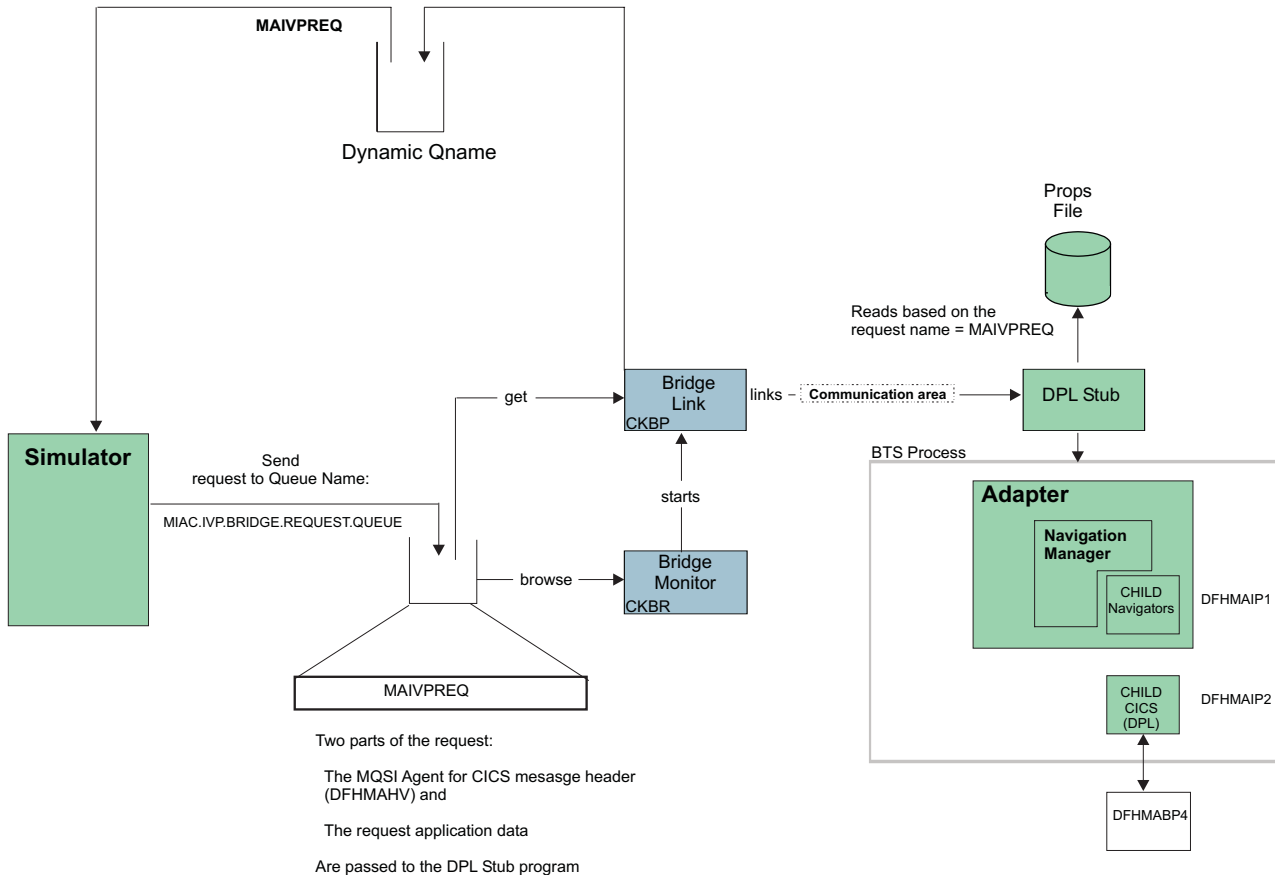 MAIVPREQ
Dynamic Qname
Props
File
Reads based on the
request name = MAIVPREQ
Bridge
Link
CKBP
get
links
Communication area
DPL Stub
Simulator
Send
request to Queue Name:
MIAC.IVP.BRIDGE.REQUEST.QUEUE
starts
BTS Process
Adapter
Navigation
Manager
CHILD
Navigators
DFHMAIP1
browse
Bridge
Monitor
CKBR
MAIVPREQ
CHILD
CICS
(DPL)
DFHMAIP2
DFHMABP4
Two parts of the request:
The MQSI Agent for CICS mesasge header
(DFHMAHV) and
The request application data
Are passed to the DPL Stub program